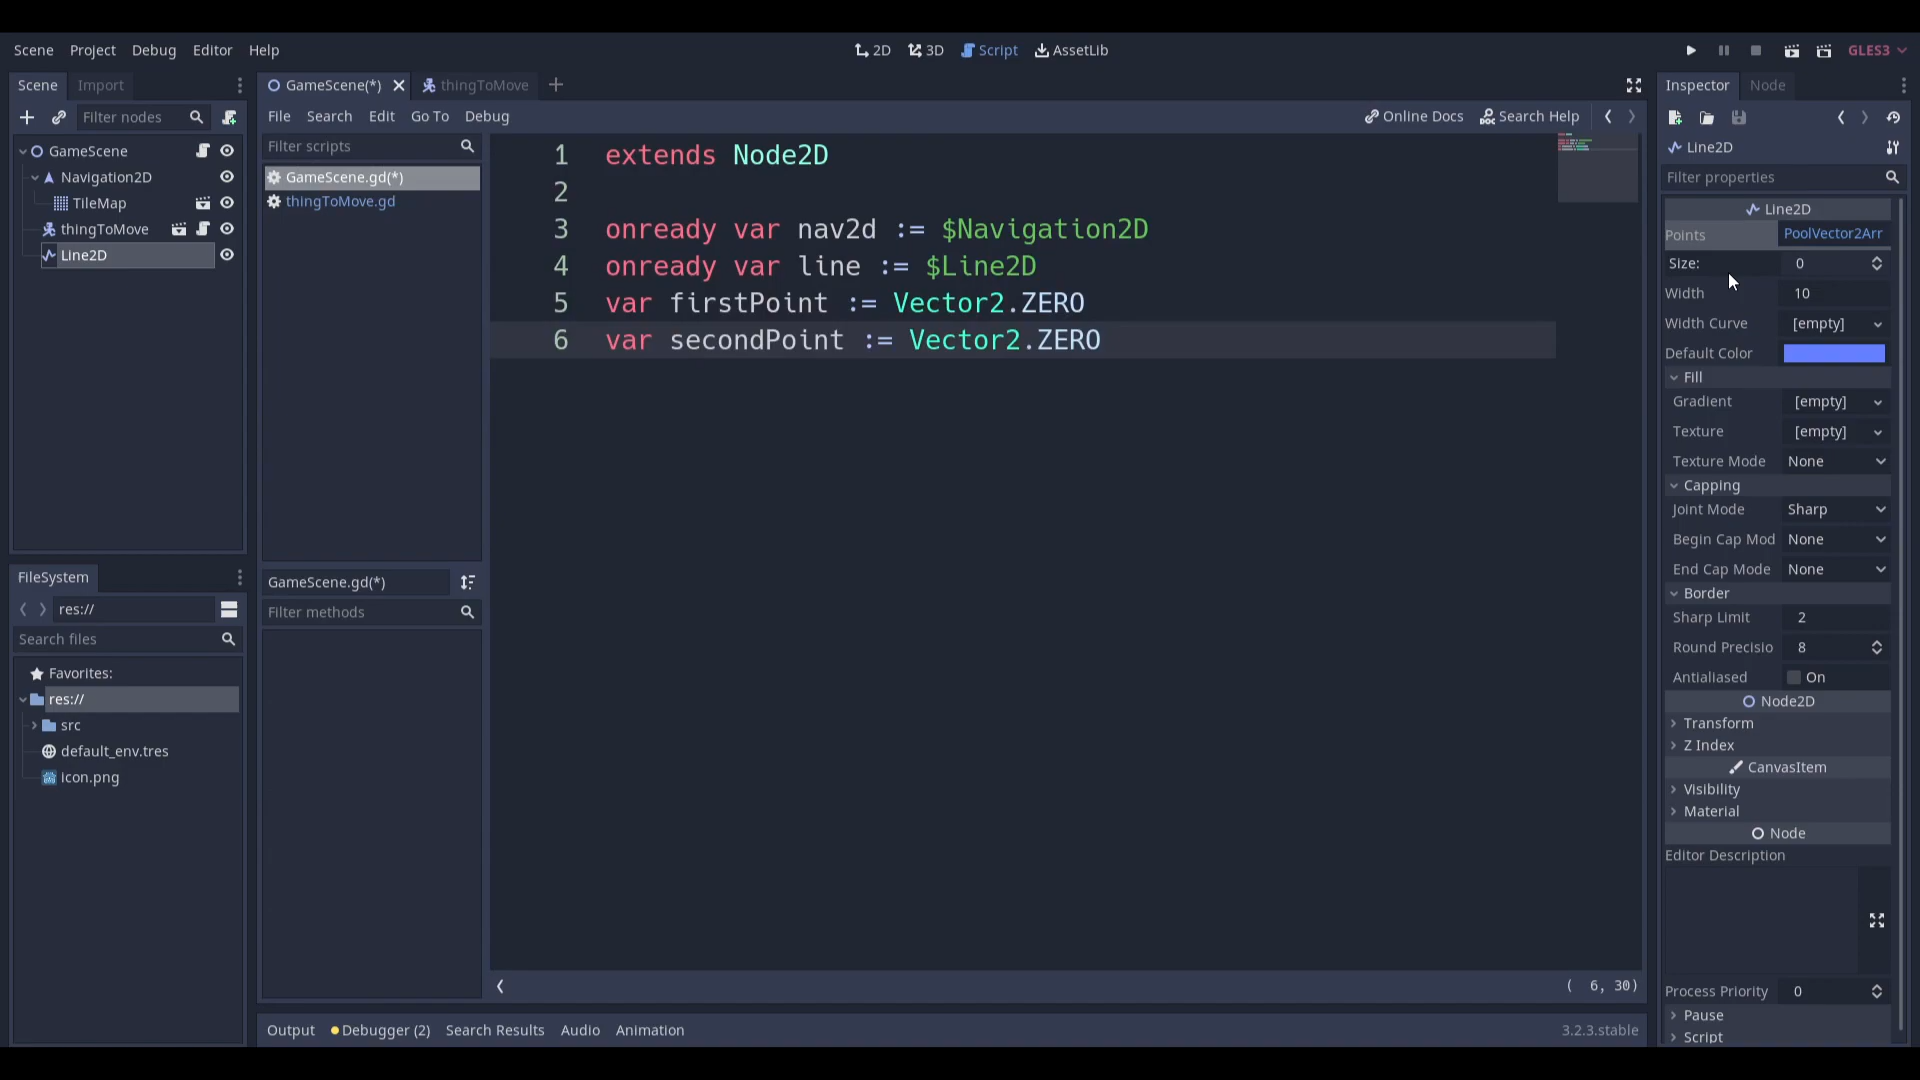 Scene Project Debug Editor Help
2D 3D Script AssetLib
GLES3
Scene Import
GameScene(*) thingToMove
Inspector Node
Filter nodes
File Search Edit Go To Debug
Online Docs Search Help
GameScene
Navigation2D
TileMap
thingToMove
Line2D
Filter scripts
GameScene.gd(*)
thingToMove.gd
GameScene.gd(*)
Filter methods
1 extends Node2D
2
3 onready var nav2d := $Navigation2D
4 onready var line := $Line2D
5 var firstPoint := Vector2.ZERO
6 var secondPoint := Vector2.ZERO
( 6, 30)
FileSystem
res://
Search files
Favorites:
res://
src
default_env.tres
icon.png
Output Debugger (2) Search Results Audio Animation
3.2.3.stable
Line2D
Filter properties
Line2D
Points PoolVector2Arr
Size: 0
Width 10
Width Curve [empty]
Default Color
Fill
Gradient [empty]
Texture [empty]
Texture Mode None
Capping
Joint Mode Sharp
Begin Cap Mod None
End Cap Mode None
Border
Sharp Limit 2
Round Precisio 8
Antialiased On
Node2D
Transform
Z Index
CanvasItem
Visibility
Material
Node
Editor Description
Process Priority 0
Pause
Script